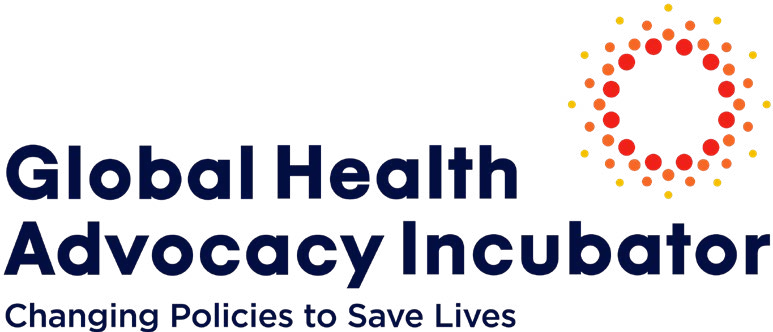 Global Health
Advocacy Incubator
Changing Policies to Save Lives